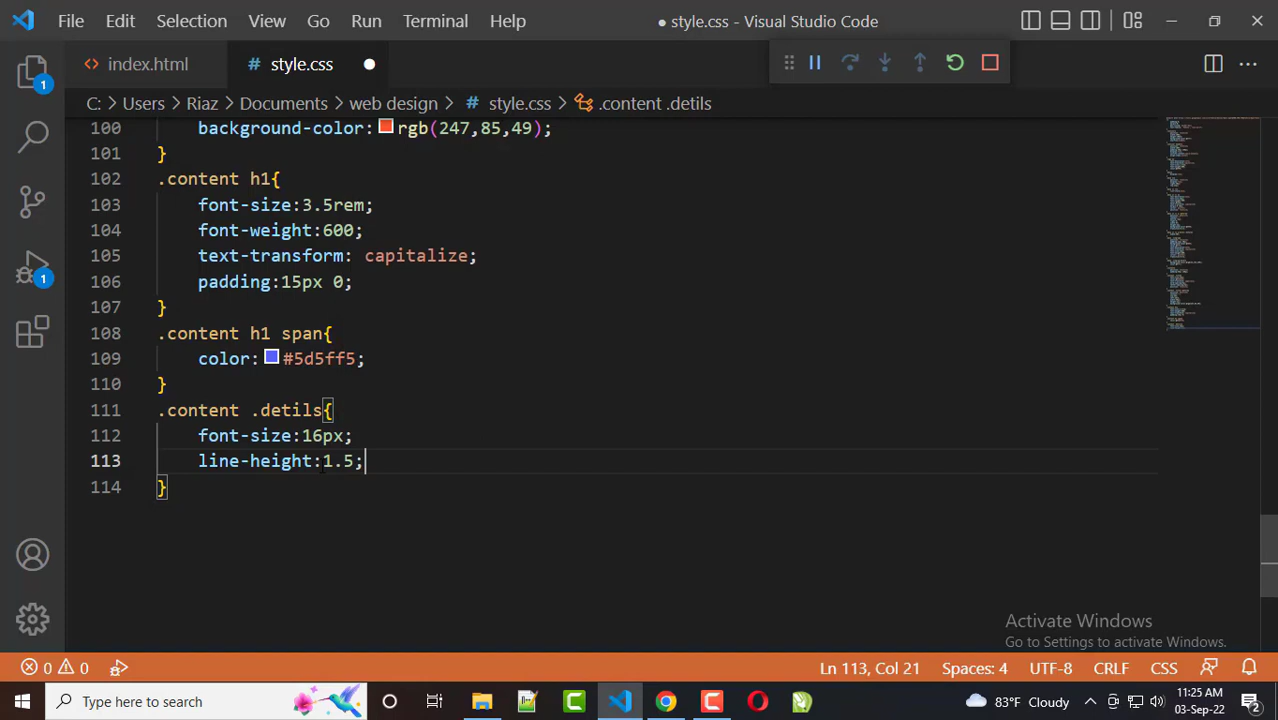 File Edit Selection View Go Run Terminal Help ● style.css - Visual Studio Code
<> index.html # style.css ●
C: > Users > Riaz > Documents > web design > # style.css > .content .detils
100 background-color: rgb(247,85,49);
101 }
102 .content h1{
103 font-size:3.5rem;
104 font-weight:600;
105 text-transform: capitalize;
106 padding:15px 0;
107 }
108 .content h1 span{
109 color: #5d5ff5;
110 }
111 .content .detils{
112 font-size:16px;
113 line-height:1.5;
114 }
1
1
Activate Windows
Go to Settings to activate Windows.
0 0 Ln 113, Col 21 Spaces: 4 UTF-8 CRLF CSS
Type here to search 83°F Cloudy 11:25 AM
03-Sep-22 2